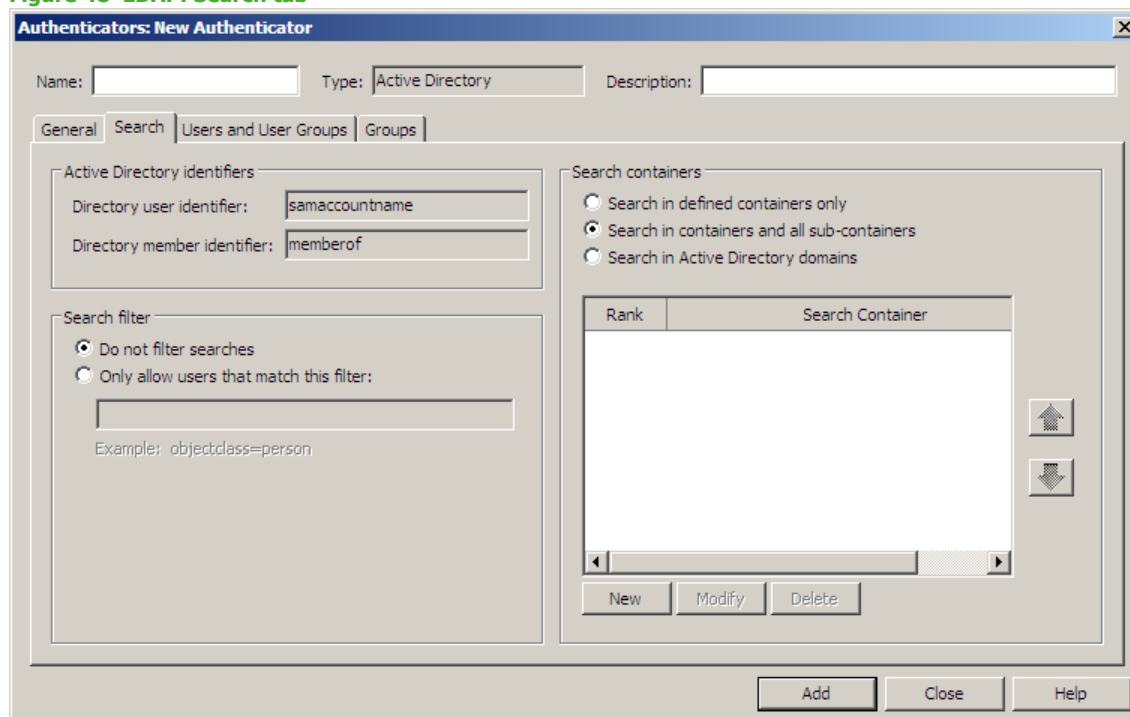 Authenticators: New Authenticator
Name:
Type: Active Directory
Description:
General
Search
Users and User Groups
Groups
Active Directory identifiers
Directory user identifier: samaccountname
Directory member identifier: memberof
Search filter
Do not filter searches
Only allow users that match this filter:
Example: objectclass=person
Search containers
Search in defined containers only
Search in containers and all sub-containers
Search in Active Directory domains
Rank Search Container
New Modify Delete
Add Close Help